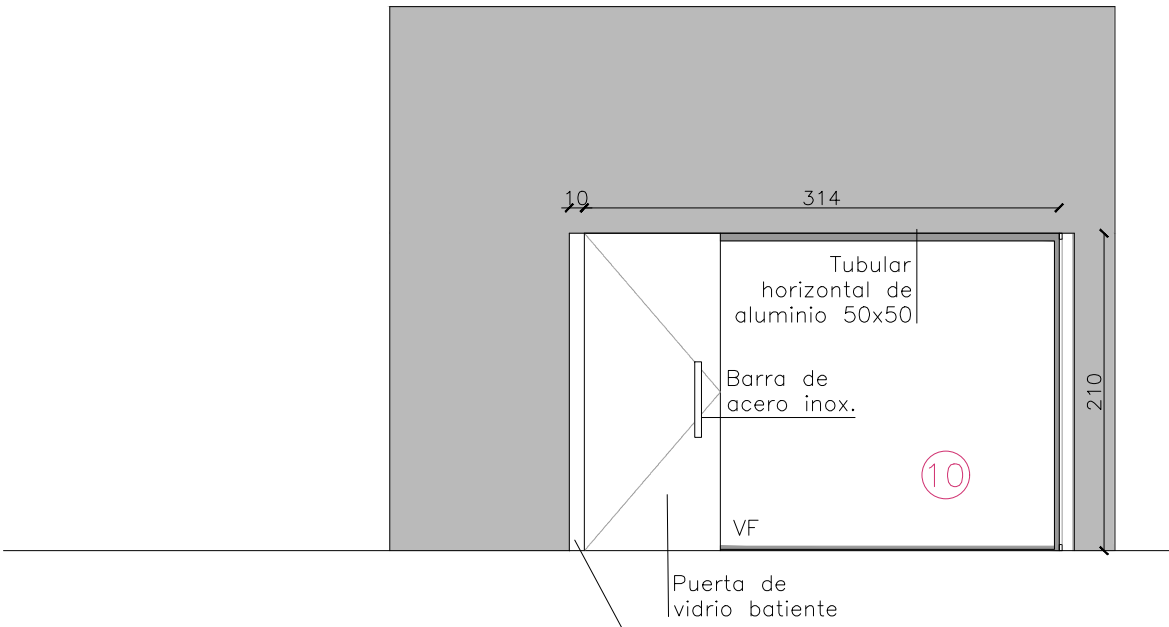 10
314
Tubular
horizontal de
aluminio 50x50
210
Barra de
acero inox.
10
VF
Puerta de
vidrio batiente